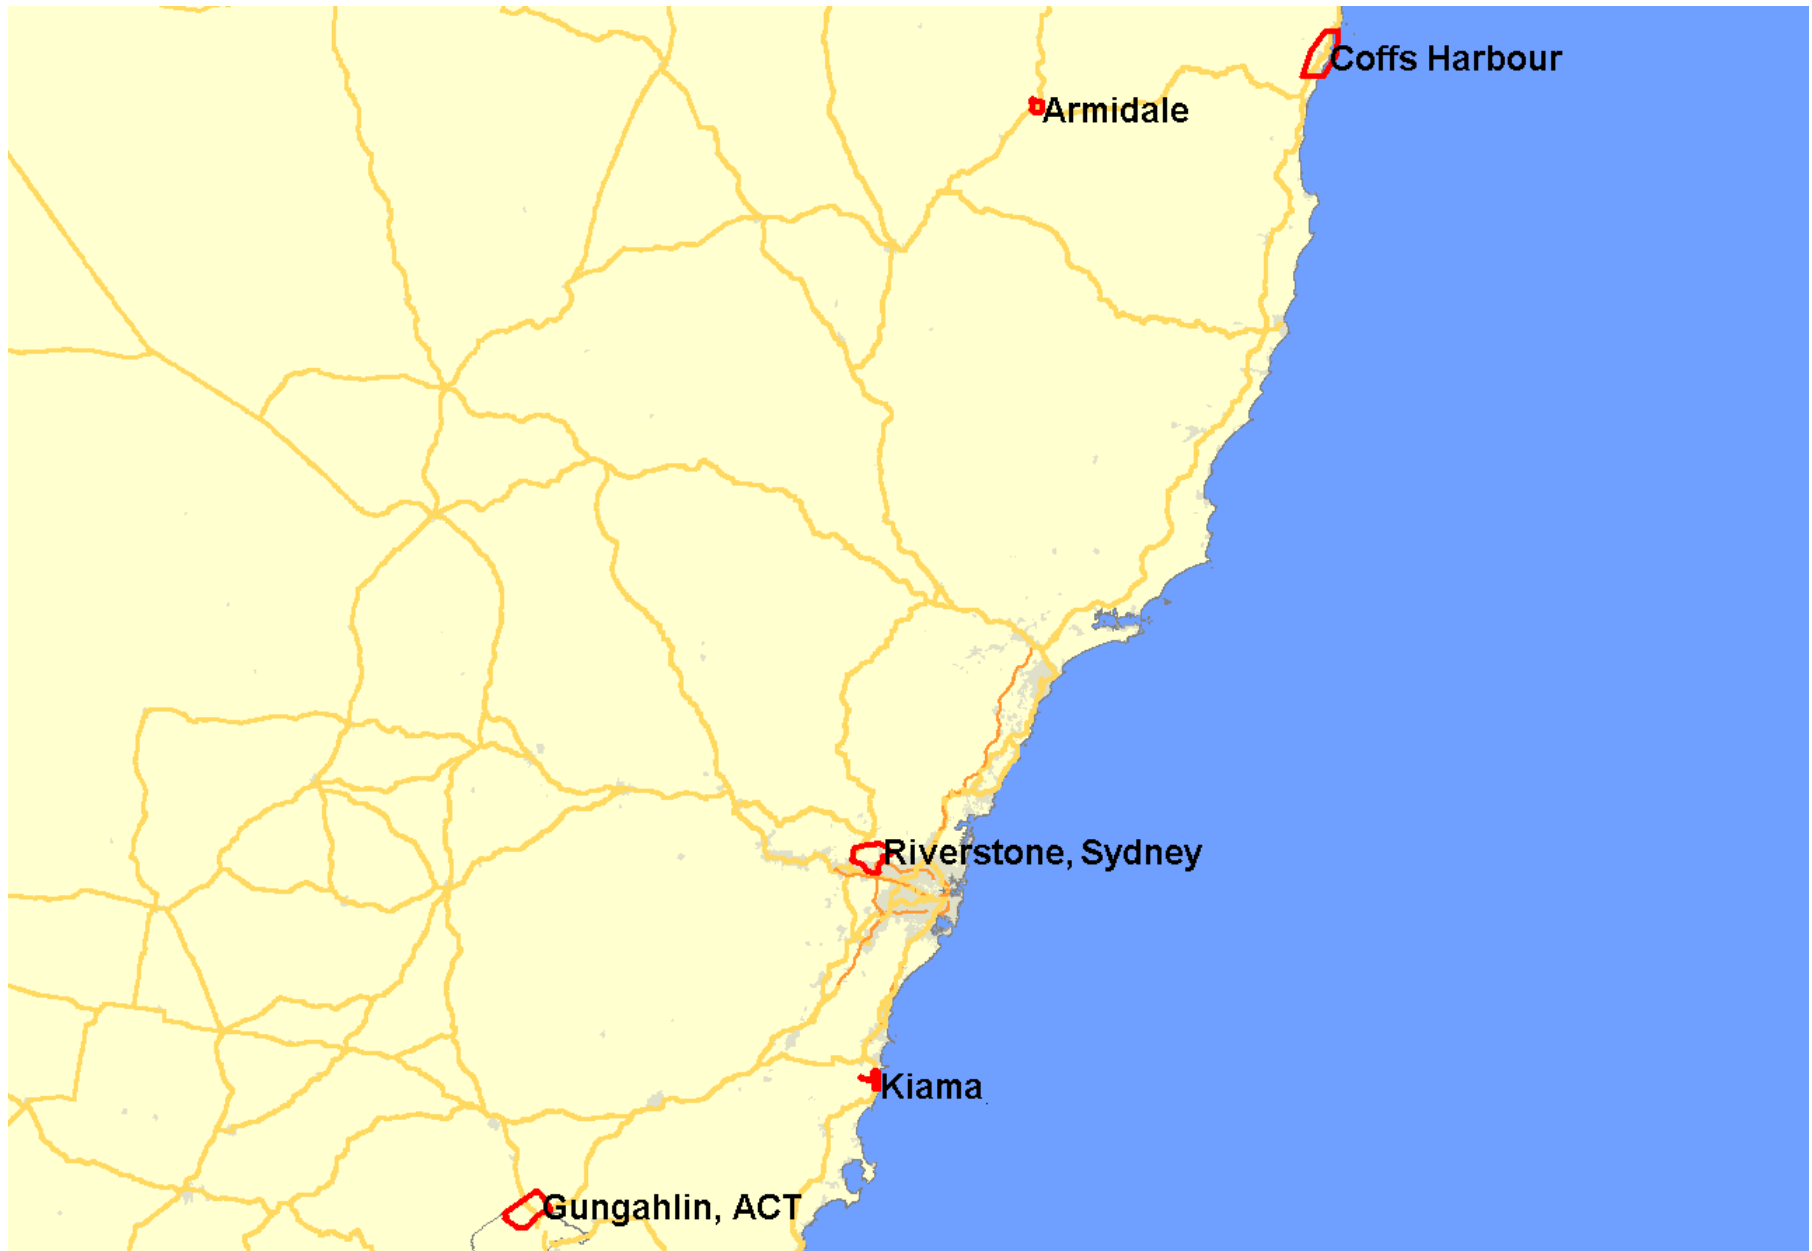 Coffs Harbour
Armidale
Riverstone, Sydney
Kiama
Gungahlin, ACT